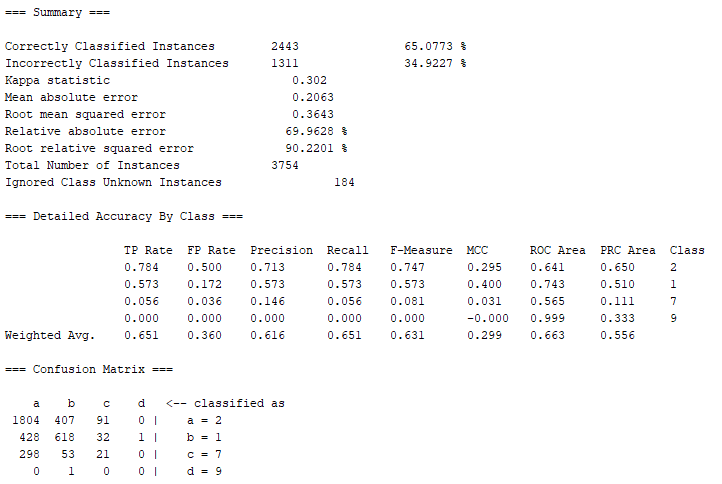 === Summary ===
Correctly Classified Instances 2443 65.0773 %
Incorrectly Classified Instances 1311 34.9227 %
Kappa statistic 0.302
Mean absolute error 0.2063
Root mean squared error 0.3643
Relative absolute error 69.9628 %
Root relative squared error 90.2201 %
Total Number of Instances 3754
Ignored Class Unknown Instances 184
=== Detailed Accuracy By Class ===
TP Rate FP Rate Precision Recall F-Measure MCC ROC Area PRC Area Class
0.784 0.500 0.713 0.784 0.747 0.295 0.641 0.650 2
0.573 0.172 0.573 0.573 0.573 0.400 0.743 0.510 1
0.056 0.036 0.146 0.056 0.081 0.031 0.565 0.111 7
0.000 0.000 0.000 0.000 0.000 -0.000 0.999 0.333 9
Weighted Avg. 0.651 0.360 0.616 0.651 0.631 0.299 0.663 0.556
=== Confusion Matrix ===
a b c d <-- classified as
1804 407 91 0 | a = 2
428 618 32 1 | b = 1
298 53 21 0 | c = 7
0 1 0 0 | d = 9